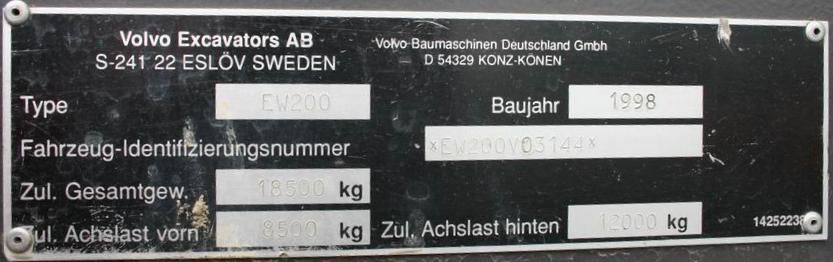 Volvo Excavators AB
S-241 22 ESLÖV SWEDEN
Volvo Baumaschinen Deutschland Gmbh
D 54329 KONZ-KÖNEN
Type EW200 Baujahr 1998
Fahrzeug-Identifizierungsnummer *EW200V03144*
Zul. Gesamtgew. 18500 kg
Zul. Achslast vorn 8500 kg Zul. Achslast hinten 12000 kg
14252238